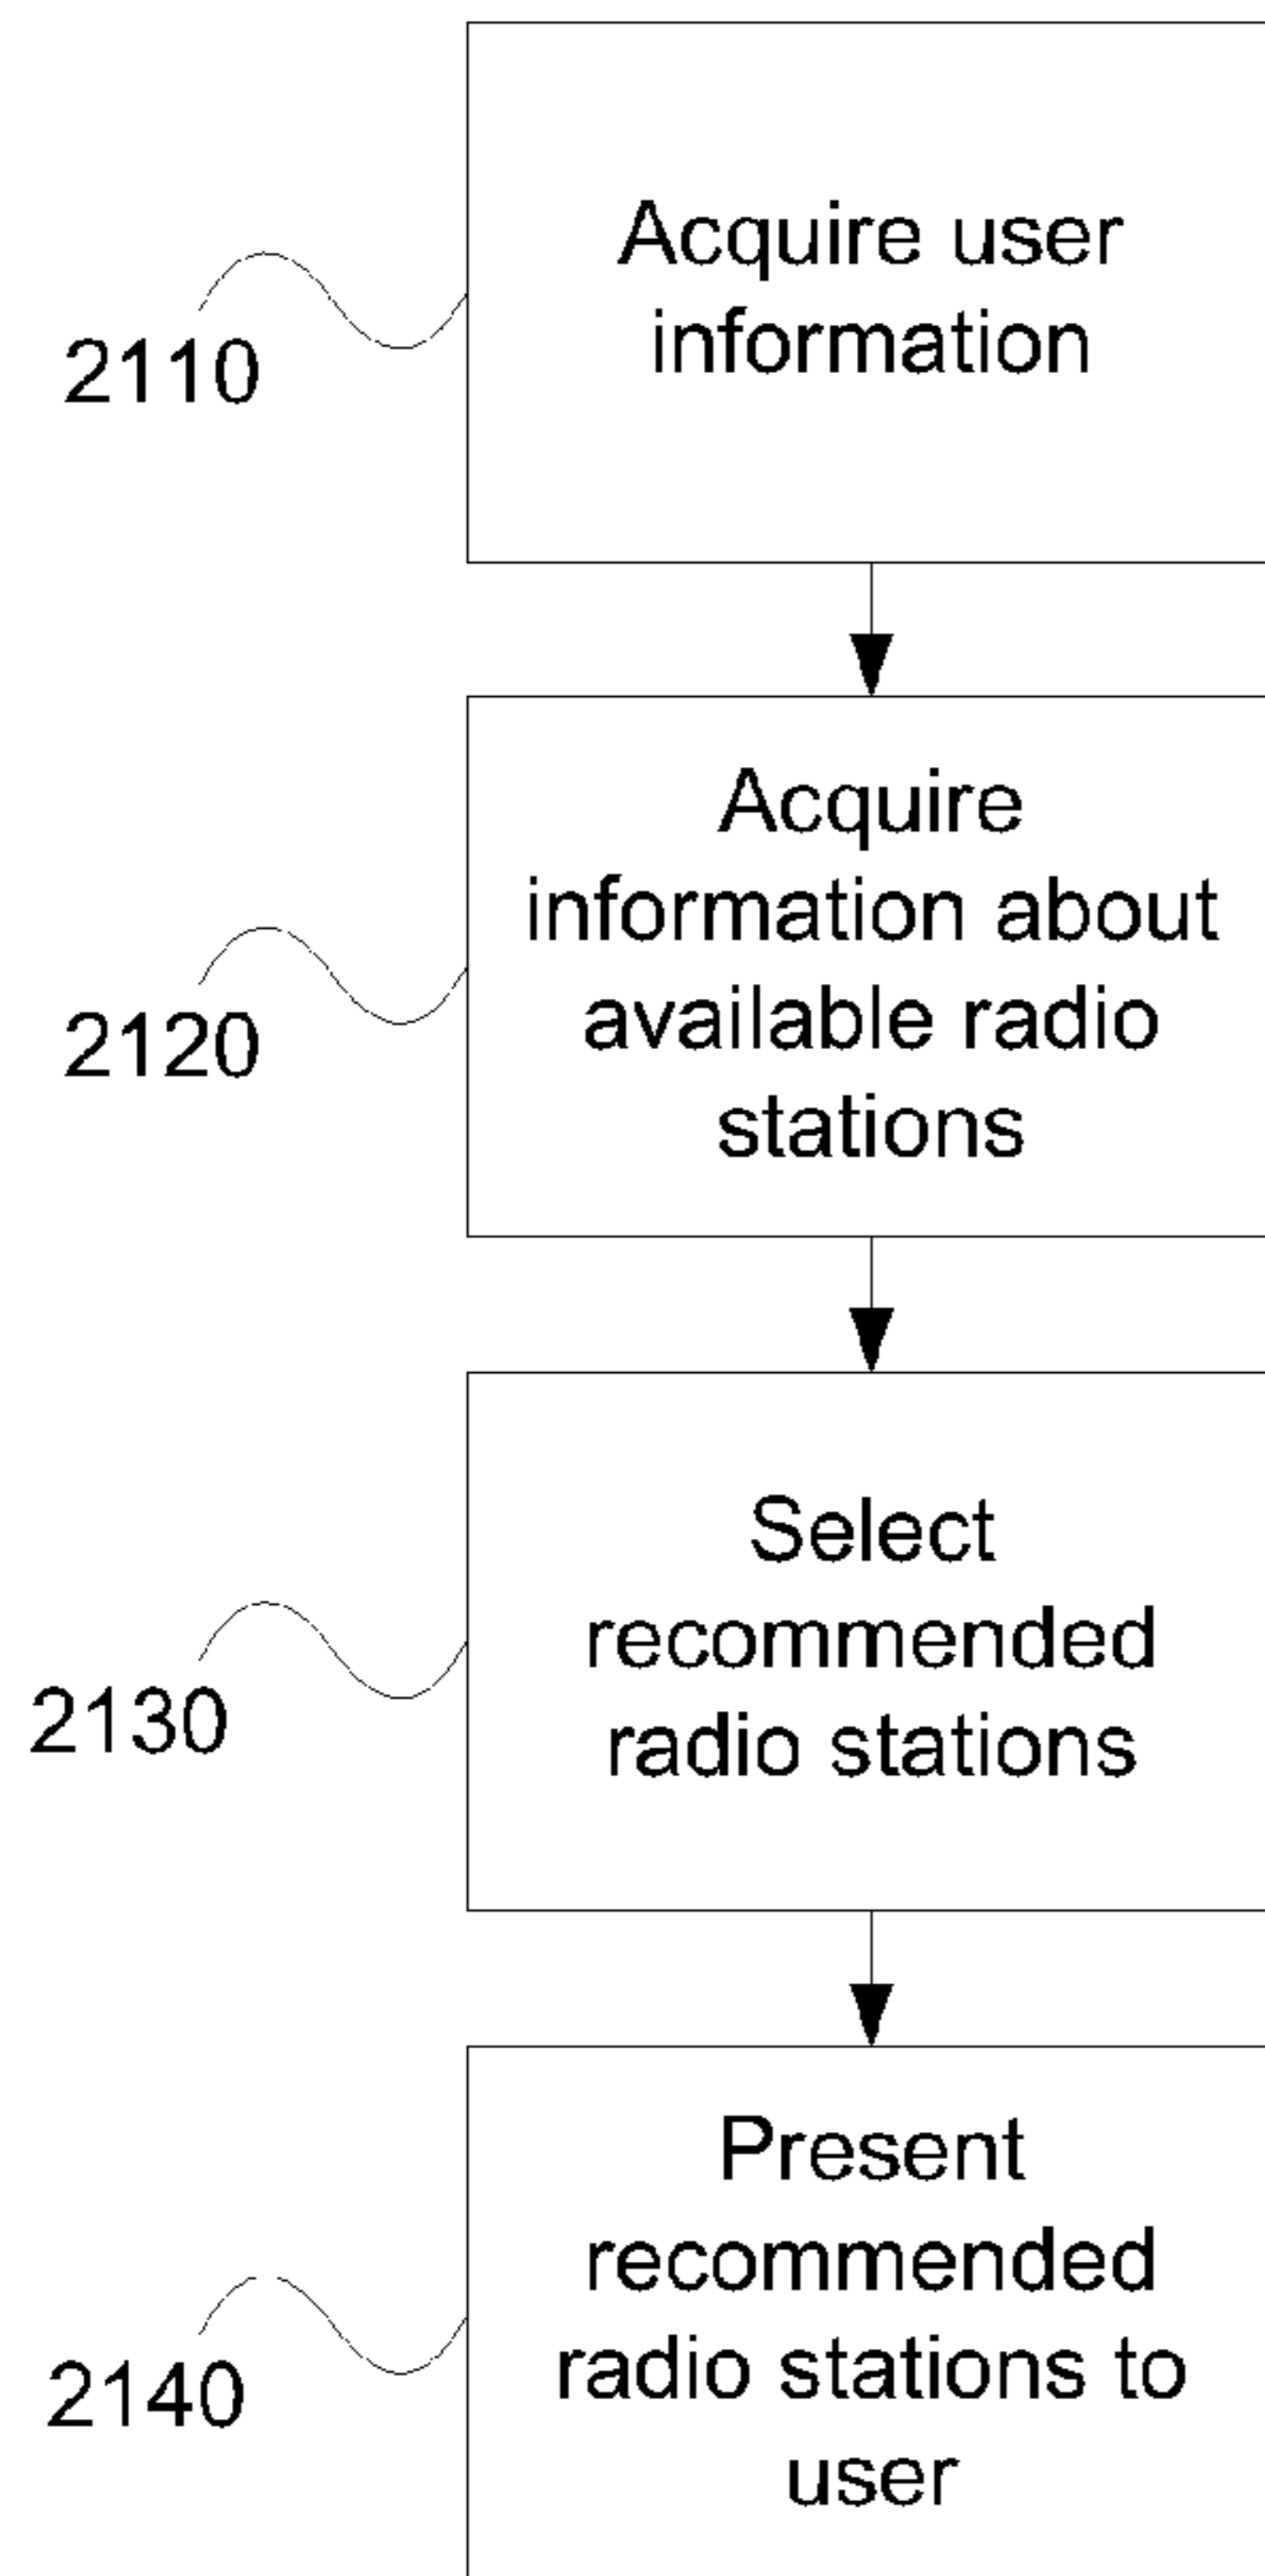 Acquire user
information
2110
Acquire
information about
available radio
stations
2120
Select
recommended
radio stations
2130
Present
recommended
radio stations to
user
2140